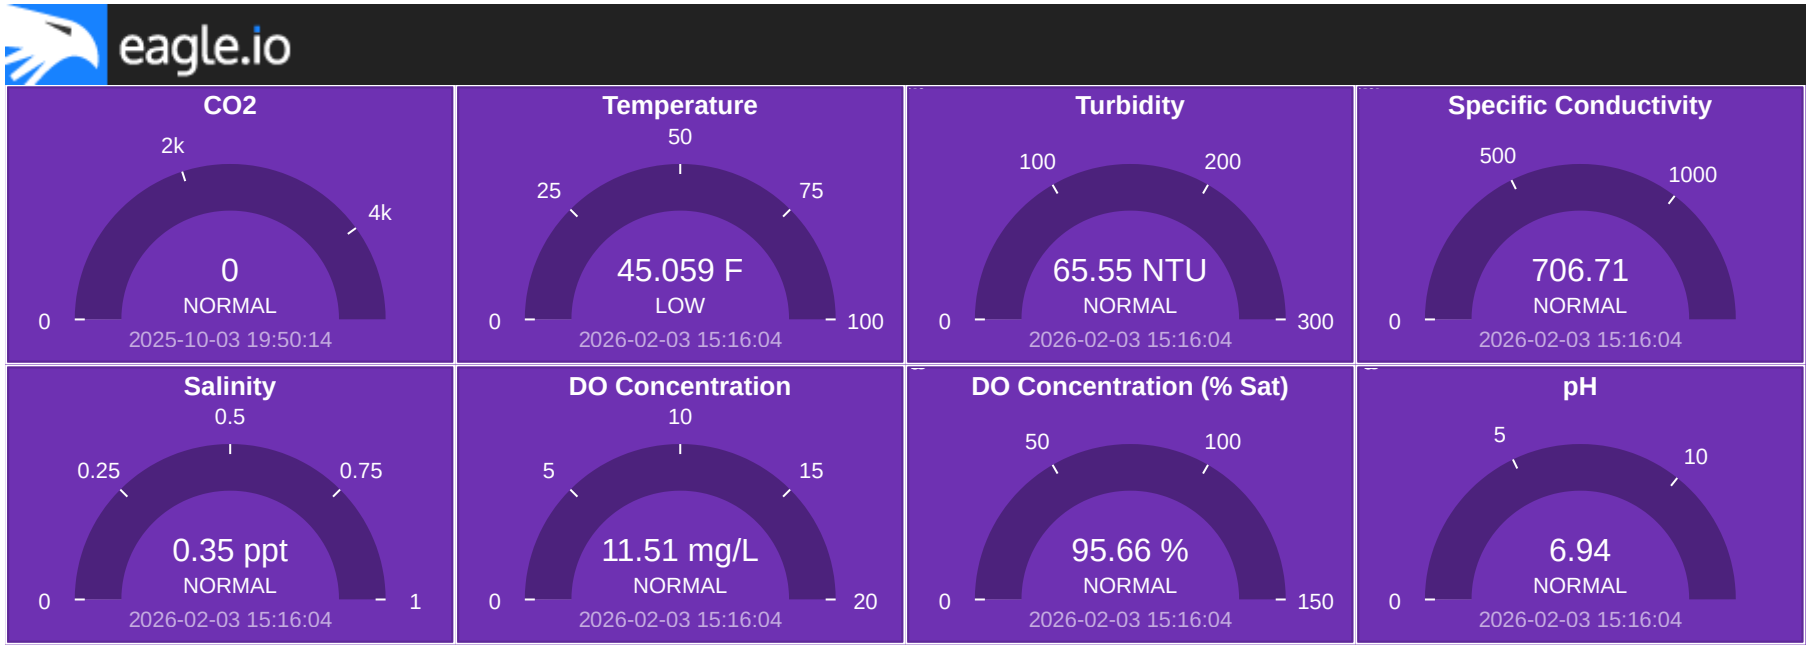 eagle.io
CO2
2k
4k
0
0
NORMAL
2025-10-03 19:50:14
Temperature
50
25
75
45.059 F
LOW
0
100
2026-02-03 15:16:04
Turbidity
100
200
65.55 NTU
NORMAL
0
300
2026-02-03 15:16:04
Specific Conductivity
500
1000
706.71
NORMAL
0
2026-02-03 15:16:04
Salinity
0.5
0.25
0.75
0.35 ppt
NORMAL
0
1
2026-02-03 15:16:04
DO Concentration
10
5
15
11.51 mg/L
NORMAL
0
20
2026-02-03 15:16:04
DO Concentration (% Sat)
50
100
95.66 %
NORMAL
0
150
2026-02-03 15:16:04
pH
5
10
6.94
NORMAL
0
2026-02-03 15:16:04